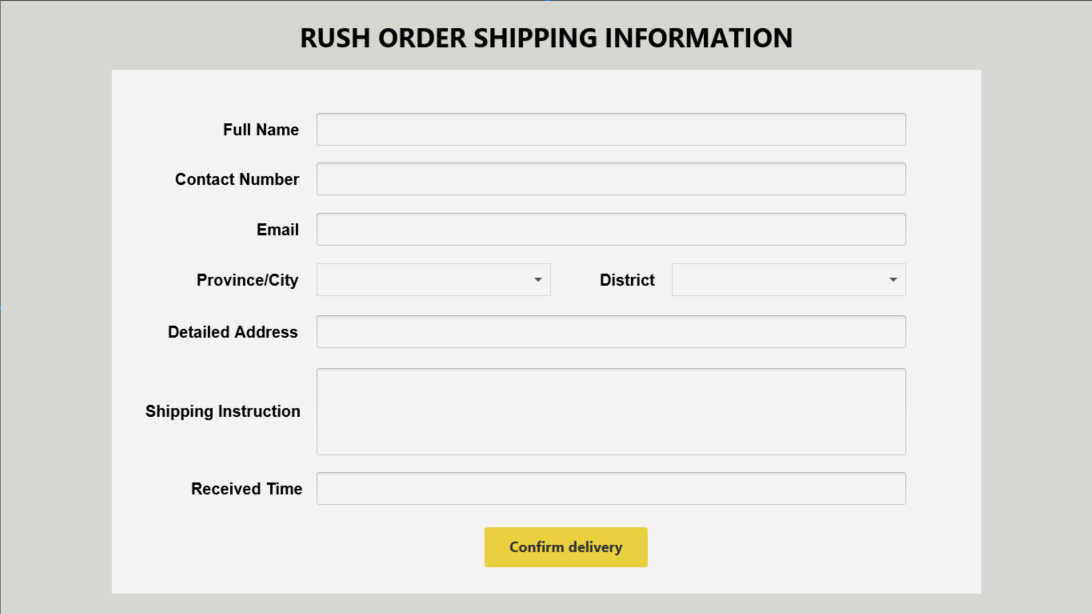 RUSH ORDER SHIPPING INFORMATION
Full Name
Contact Number
Email
Province/City District
Detailed Address
Shipping Instruction
Received Time
Confirm delivery